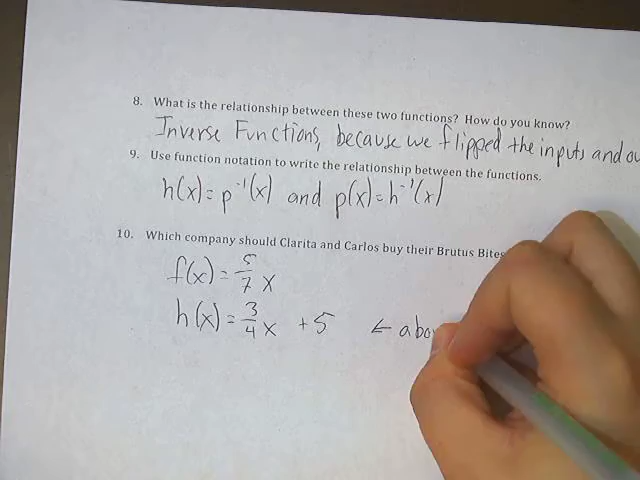 8. What is the relationship between these two functions? How do you know?
Inverse Functions, because we flipped the inputs and ou
9. Use function notation to write the relationship between the functions.
h(x)=p⁻¹(x) and p(x)=h⁻¹(x)
10. Which company should Clarita and Carlos buy their Brutus Bites
f(x)=5/7 x
h(x)=3/4 x +5 ← abo